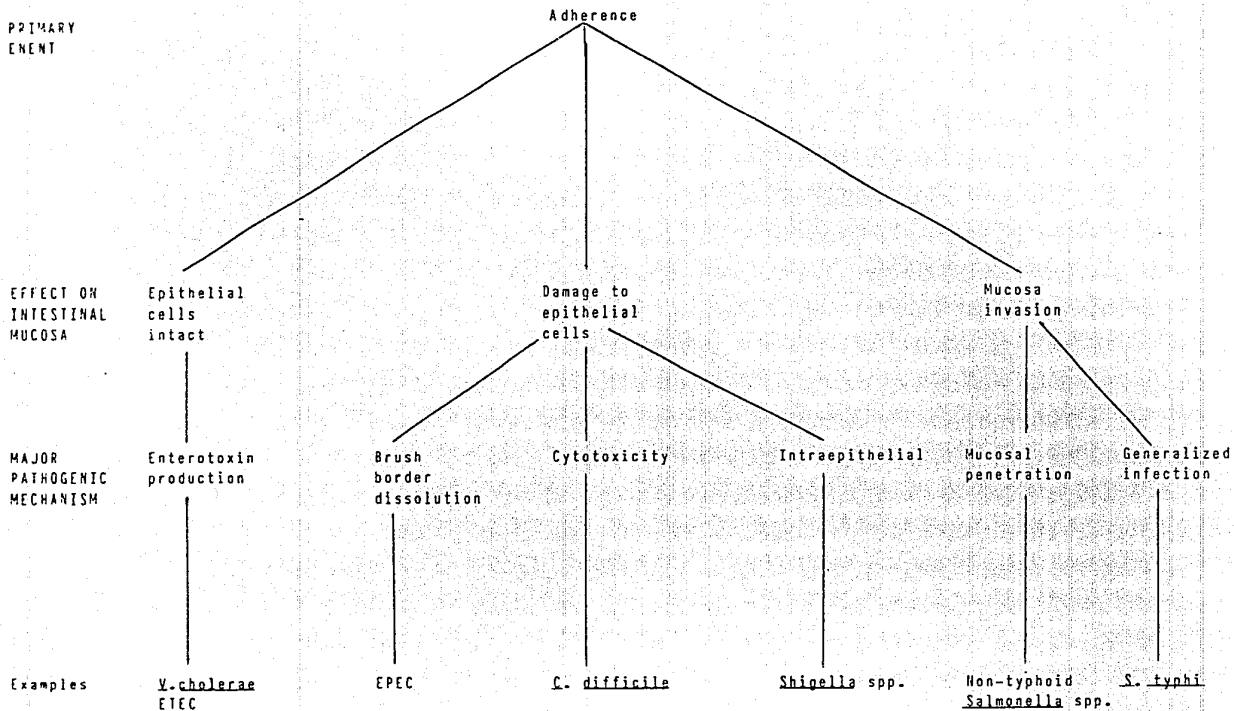 Adherence
PRIMARY
ENENT
EFFECT ON
INTESTINAL
MUCOSA
Epithelial
cells
intact
Damage to
epithelial
cells
Mucosa
invasion
MAJOR
PATHOGENIC
MECHANISM
Enterotoxin
production
Brush
border
dissolution
Cytotoxicity
Intraepithelial
Mucosal
penetration
Generalized
infection
Examples
V.cholerae
ETEC
EPEC
C. difficile
Shigella spp.
Non-typhoid
Salmonella spp.
S. typhi